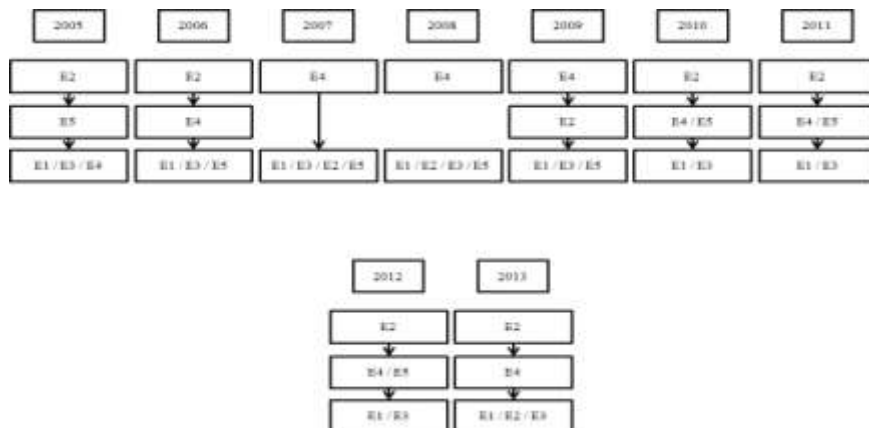 2005 2006 2007 2008 2009 2010 2011
E2 E2 E4 E4 E4 E2 E2
E5 E4 E2 E4 / E5 E4 / E5
E1 / E3 / E4 E1 / E3 / E5 E1 / E3 / E2 / E5 E1 / E2 / E3 / E5 E1 / E3 / E5 E1 / E3 E1 / E3
2012 2013
E2 E2
E4 / E5 E4
E1 / E3 E1 / E2 / E3